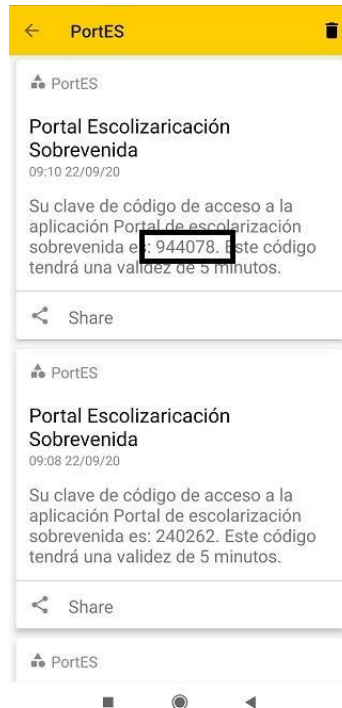 PortES
PortES
Portal Escolizaricación
Sobrevenida
09:10 22/09/20
Su clave de código de acceso a la
aplicación Portal de escolarización
sobrevenida es: 944078. Este código
tendrá una validez de 5 minutos.
Share
PortES
Portal Escolizaricación
Sobrevenida
09:08 22/09/20
Su clave de código de acceso a la
aplicación Portal de escolarización
sobrevenida es: 240262. Este código
tendrá una validez de 5 minutos.
Share
PortES